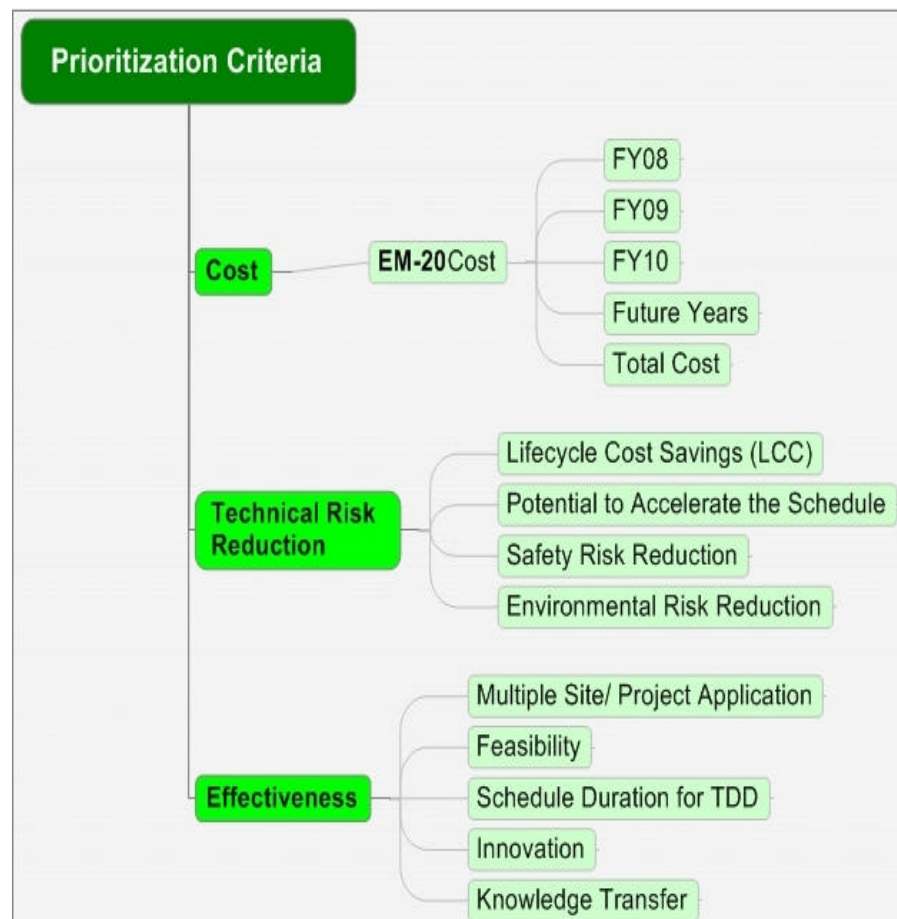 Prioritization Criteria
FY08
FY09
Cost
EM-20Cost
FY10
Future Years
Total Cost
Lifecycle Cost Savings (LCC)
Technical Risk
Reduction
Potential to Accelerate the Schedule
Safety Risk Reduction
Environmental Risk Reduction
Multiple Site/ Project Application
Feasibility
Effectiveness
Schedule Duration for TDD
Innovation
Knowledge Transfer